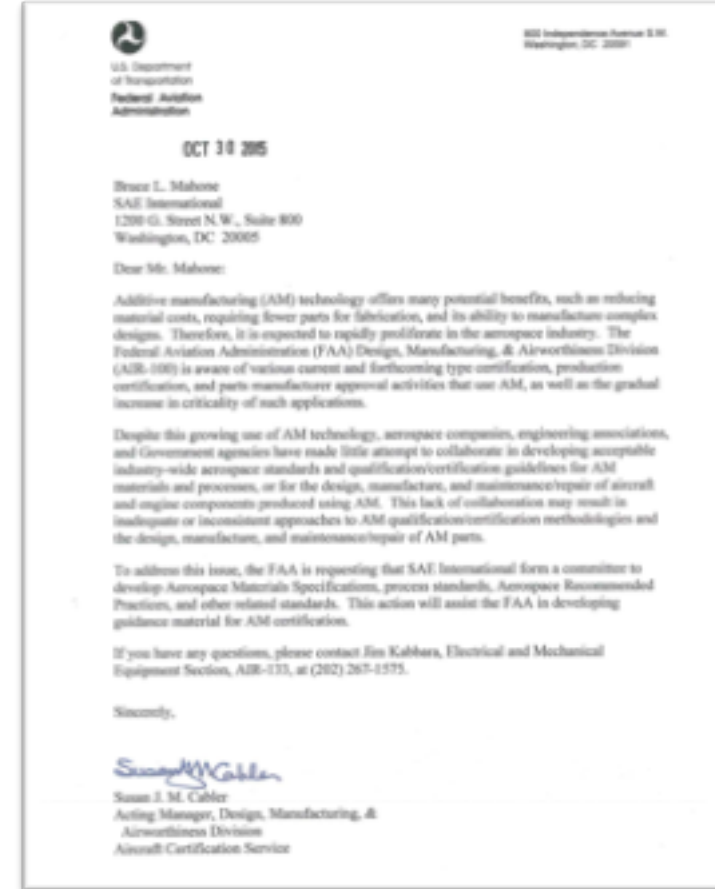 800 Independence Avenue S.W.
Washington, DC 20591
U.S. Department
of Transportation
Federal Aviation
Administration
OCT 30 2015
Bruce L. Mahone
SAE International
1200 G. Street N.W., Suite 800
Washington, DC 20005
Dear Mr. Mahone:
Additive manufacturing (AM) technology offers many potential benefits, such as reducing
material costs, requiring fewer parts for fabrication, and its ability to manufacture complex
designs. Therefore, it is expected to rapidly proliferate in the aerospace industry. The
Federal Aviation Administration (FAA) Design, Manufacturing, & Airworthiness Division
(AIR-100) is aware of various current and forthcoming type certification, production
certification, and parts manufacturer approval activities that use AM, as well as the gradual
increase in criticality of such applications.
Despite this growing use of AM technology, aerospace companies, engineering associations,
and Government agencies have made little attempt to collaborate in developing acceptable
industry-wide aerospace standards and qualification/certification guidelines for AM
materials and processes, or for the design, manufacture, and maintenance/repair of aircraft
and engine components produced using AM. This lack of collaboration may result in
inadequate or inconsistent approaches to AM qualification/certification methodologies and
the design, manufacture, and maintenance/repair of AM parts.
To address this issue, the FAA is requesting that SAE International form a committee to
develop Aerospace Materials Specifications, process standards, Aerospace Recommended
Practices, and other related standards. This action will assist the FAA in developing
guidance material for AM certification.
If you have any questions, please contact Jim Kabbara, Electrical and Mechanical
Equipment Section, AIR-133, at (202) 267-1575.
Sincerely,
Susan J M Cabler
Susan J. M. Cabler
Acting Manager, Design, Manufacturing, &
Airworthiness Division
Aircraft Certification Service